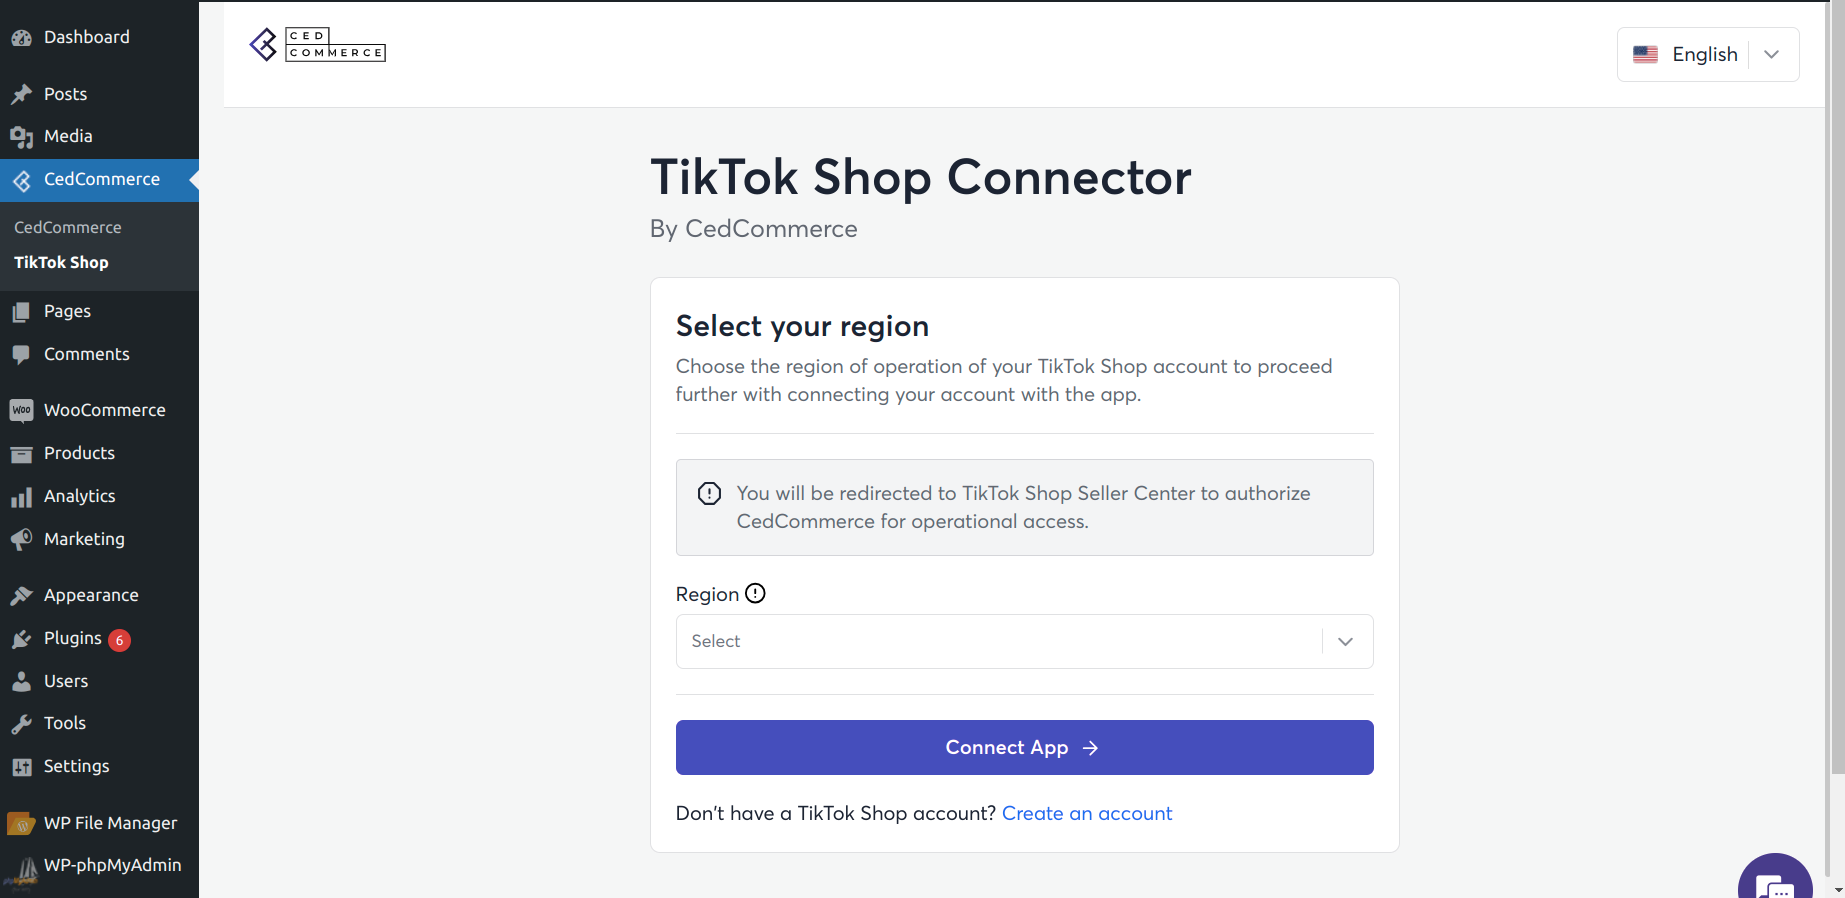 Dashboard
Posts
Media
CedCommerce
CedCommerce
TikTok Shop
Pages
Comments
Woo
WooCommerce
Products
Analytics
Marketing
Appearance
Plugins 6
Users
Tools
Settings
WP File Manager
WP-phpMyAdmin
CED
COMMERCE
English
TikTok Shop Connector
By CedCommerce
Select your region
Choose the region of operation of your TikTok Shop account to proceed
further with connecting your account with the app.
You will be redirected to TikTok Shop Seller Center to authorize
CedCommerce for operational access.
Region
Select
Connect App →
Don't have a TikTok Shop account? Create an account